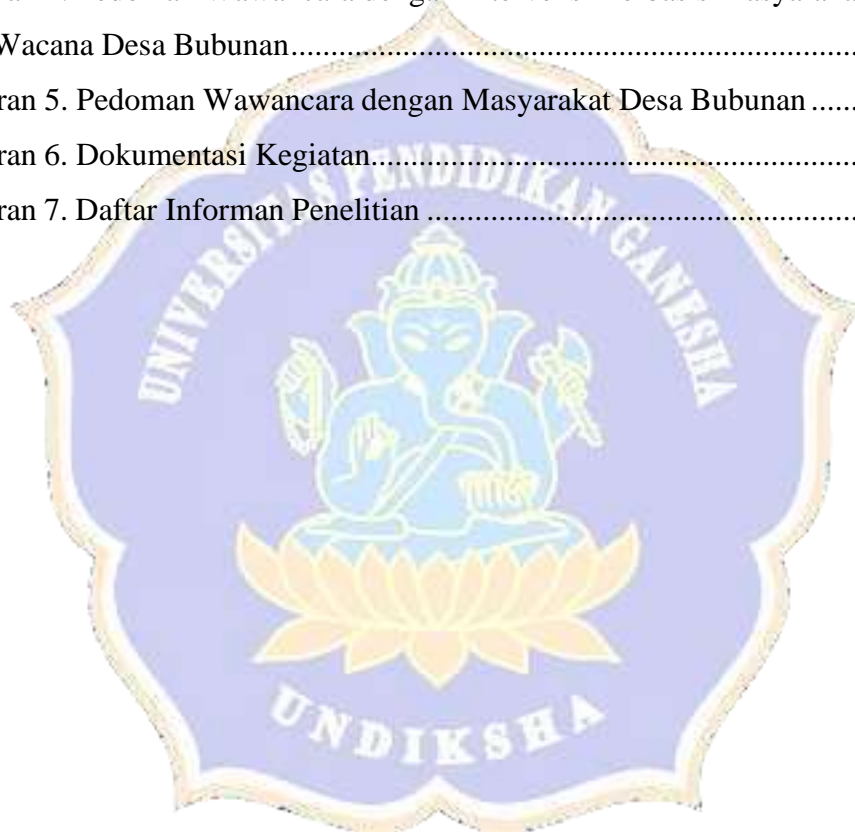 Wacana Desa Bubunan........................................................................
ran 5. Pedoman Wawancara dengan Masyarakat Desa Bubunan .....
ran 6. Dokumentasi Kegiatan.............................................................
ran 7. Daftar Informan Penelitian ......................................................
UNIVERSITAS PENDIDIKAN GANESHA
UNDIKSHA